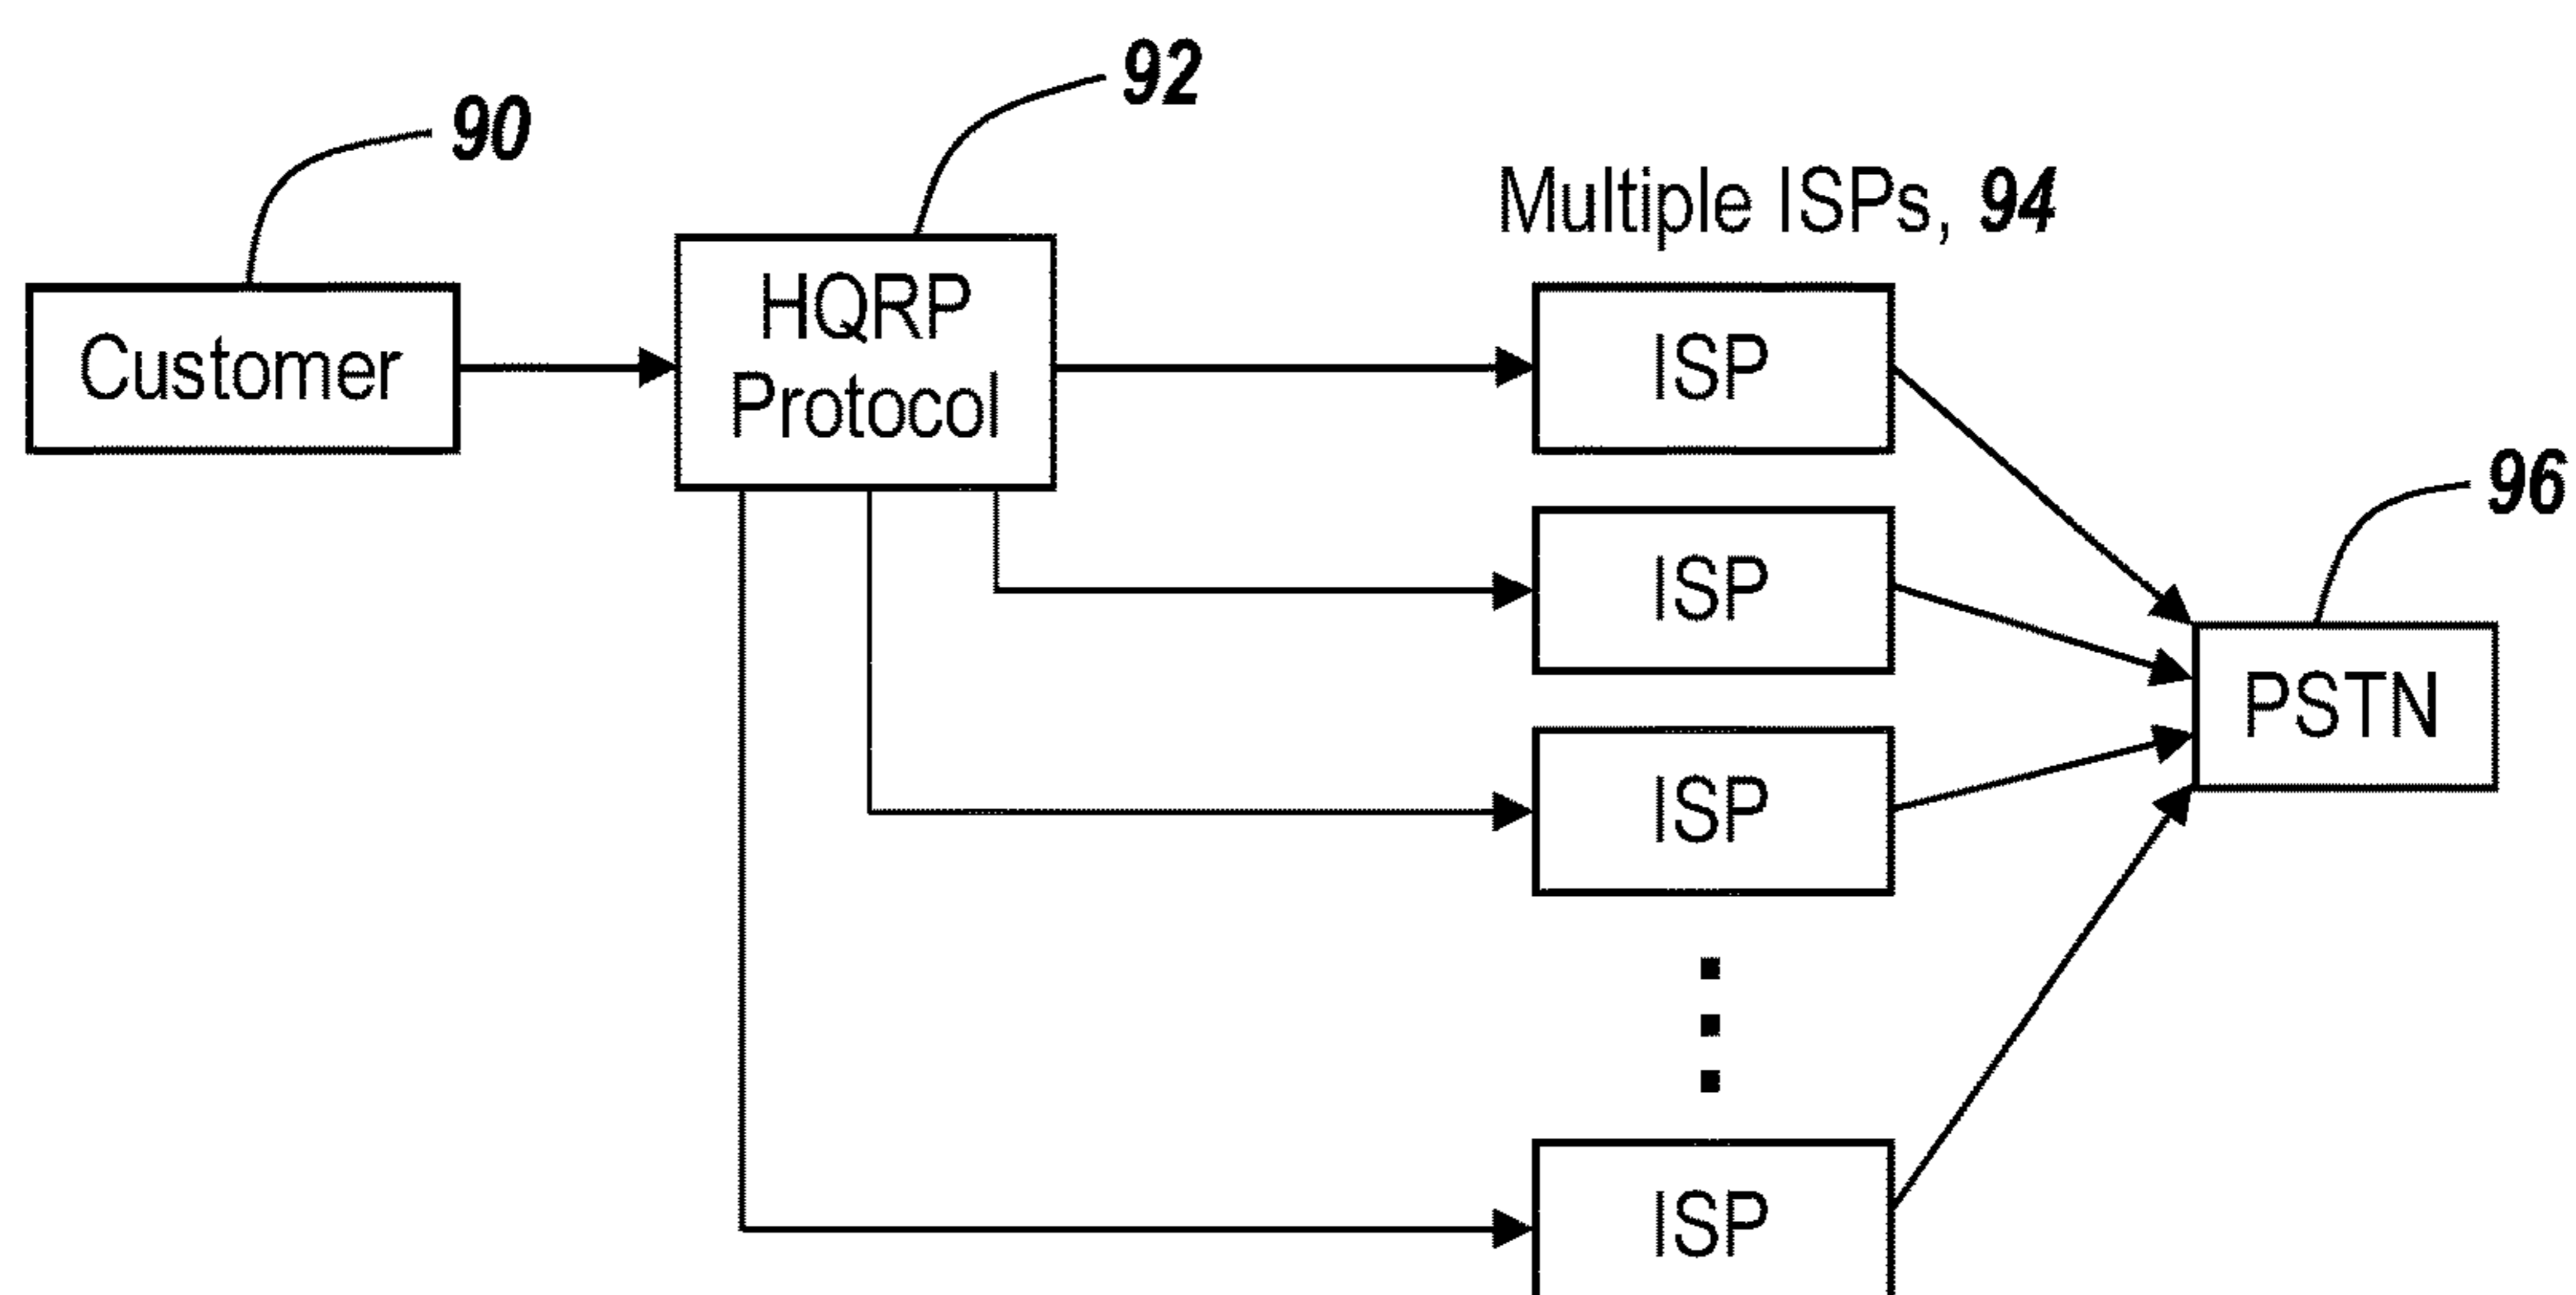 90
92
Multiple ISPs, 94
Customer
HQRP
Protocol
ISP
96
ISP
PSTN
ISP
ISP